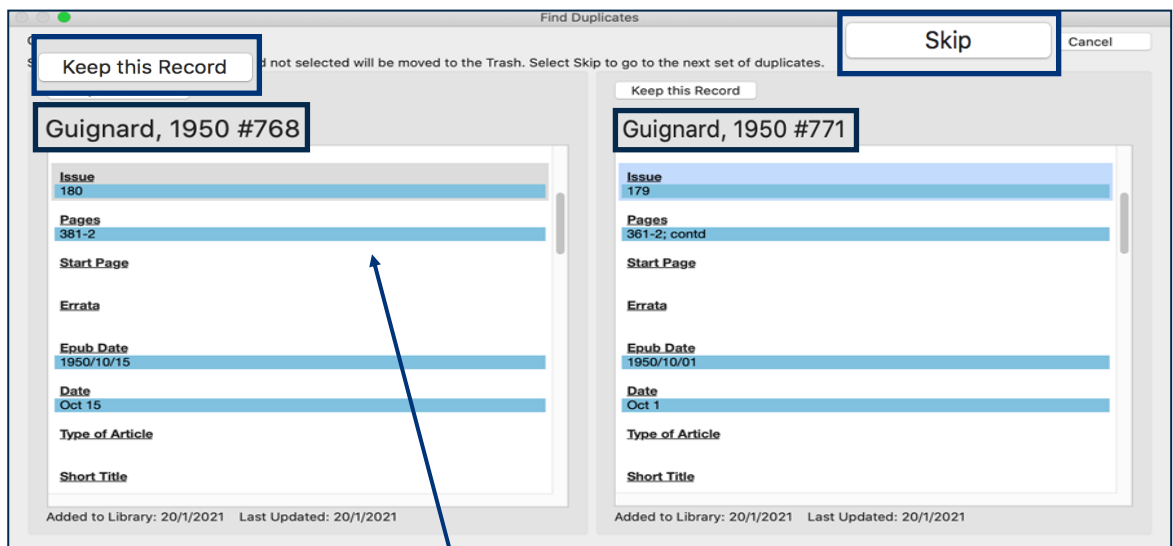 Find Duplicates
Skip
Cancel
Keep this Record
not selected will be moved to the Trash. Select Skip to go to the next set of duplicates.
Keep this Record
Guignard, 1950 #768
Issue
180
Pages
381-2
Start Page
Errata
Epub Date
1950/10/15
Date
Oct 15
Type of Article
Short Title
Added to Library: 20/1/2021 Last Updated: 20/1/2021
Guignard, 1950 #771
Issue
179
Pages
361-2; contd
Start Page
Errata
Epub Date
1950/10/01
Date
Oct 1
Type of Article
Short Title
Added to Library: 20/1/2021 Last Updated: 20/1/2021